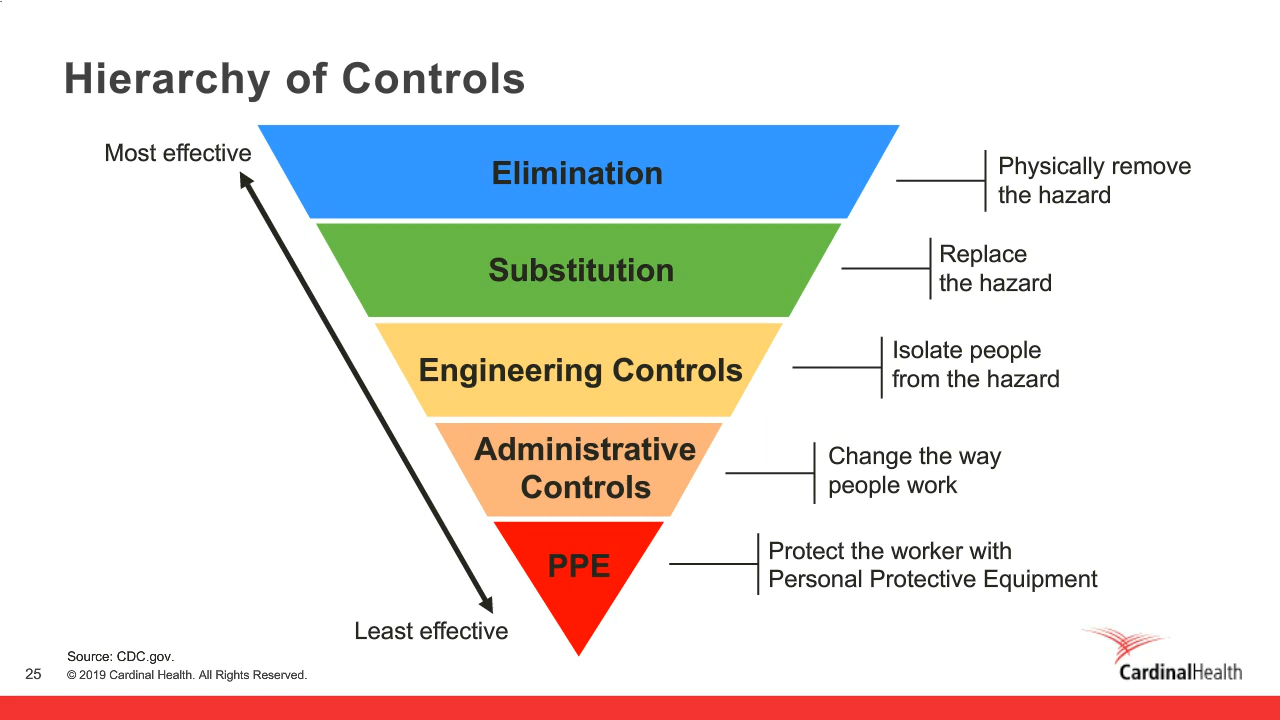 Hierarchy of Controls
Most effective
Elimination
Physically remove
the hazard
Substitution
Replace
the hazard
Engineering Controls
Isolate people
from the hazard
Administrative
Controls
Change the way
people work
PPE
Protect the worker with
Personal Protective Equipment
Least effective
Source: CDC.gov.
25
© 2019 Cardinal Health. All Rights Reserved.
CardinalHealth